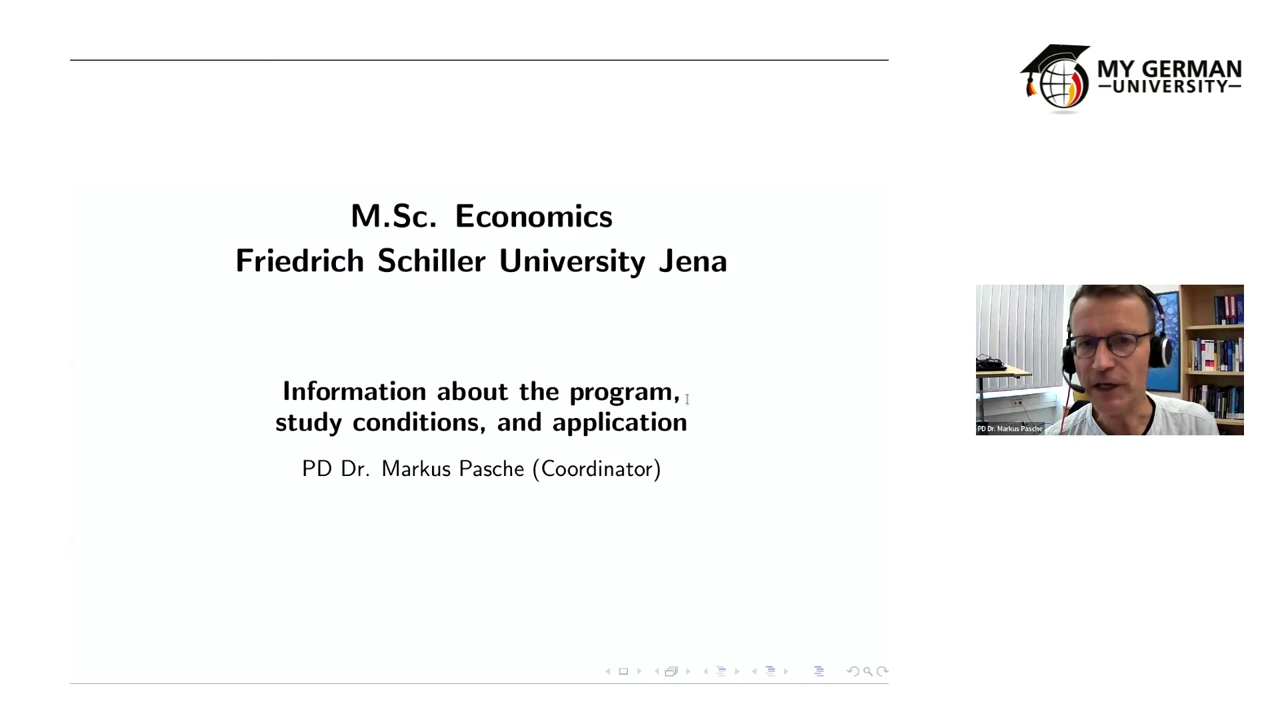 MY GERMAN
UNIVERSITY
M.Sc. Economics
Friedrich Schiller University Jena
Information about the program,
study conditions, and application
PD Dr. Markus Pasche (Coordinator)
PD Dr. Markus Pasche